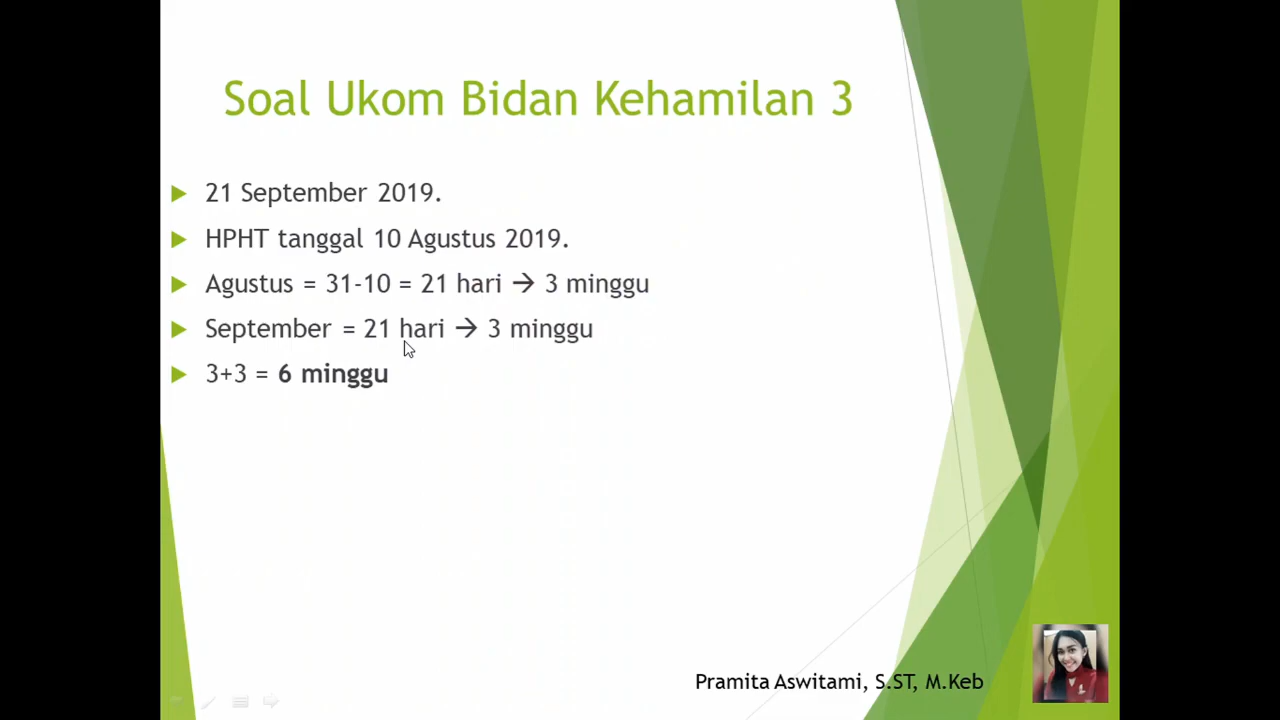 Soal Ukom Bidan Kehamilan 3
21 September 2019.
HPHT tanggal 10 Agustus 2019.
Agustus = 31-10 = 21 hari → 3 minggu
September = 21 hari → 3 minggu
3+3 = 6 minggu
Pramita Aswitami, S.ST, M.Keb